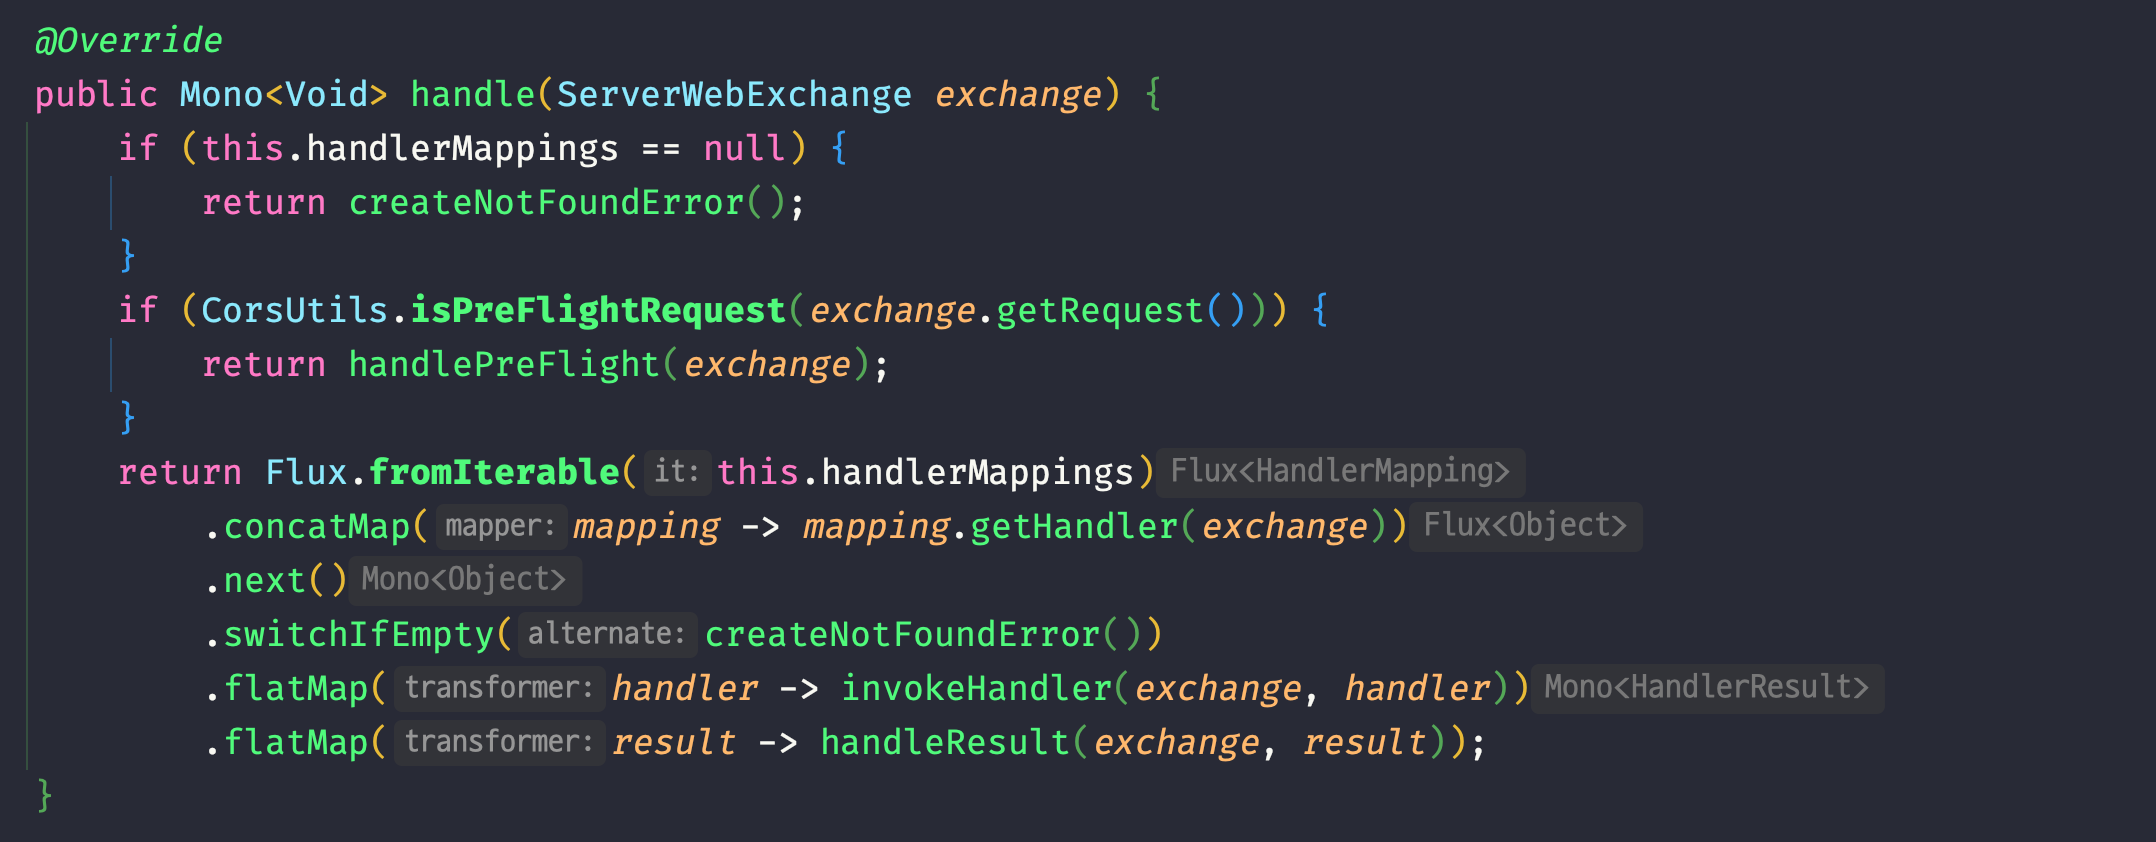 @Override
public Mono<Void> handle(ServerWebExchange exchange) {
    if (this.handlerMappings == null) {
        return createNotFoundError();
    }
    if (CorsUtils.isPreFlightRequest(exchange.getRequest())) {
        return handlePreFlight(exchange);
    }
    return Flux.fromIterable( it: this.handlerMappings) Flux<HandlerMapping>
        .concatMap( mapper: mapping -> mapping.getHandler(exchange)) Flux<Object>
        .next() Mono<Object>
        .switchIfEmpty( alternate: createNotFoundError())
        .flatMap( transformer: handler -> invokeHandler(exchange, handler)) Mono<HandlerResult>
        .flatMap( transformer: result -> handleResult(exchange, result));
}